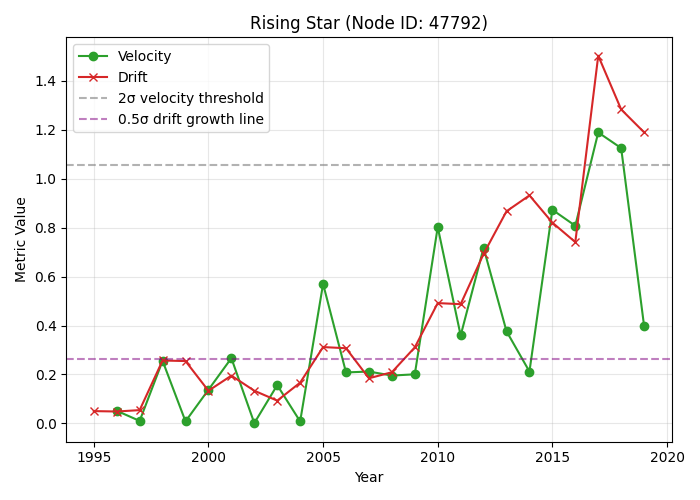 Rising Star (Node ID: 47792)
Velocity
Drift
2σ velocity threshold
0.5σ drift growth line
Metric Value
1.4
1.2
1.0
0.8
0.6
0.4
0.2
0.0
1995 2000 2005 2010 2015 2020
Year